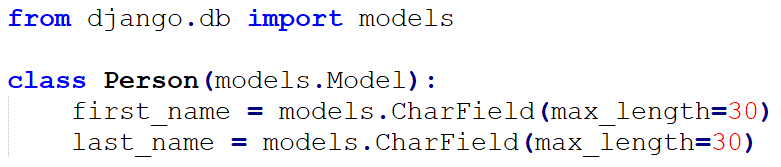 from django.db import models

class Person(models.Model):
    first_name = models.CharField(max_length=30)
    last_name = models.CharField(max_length=30)